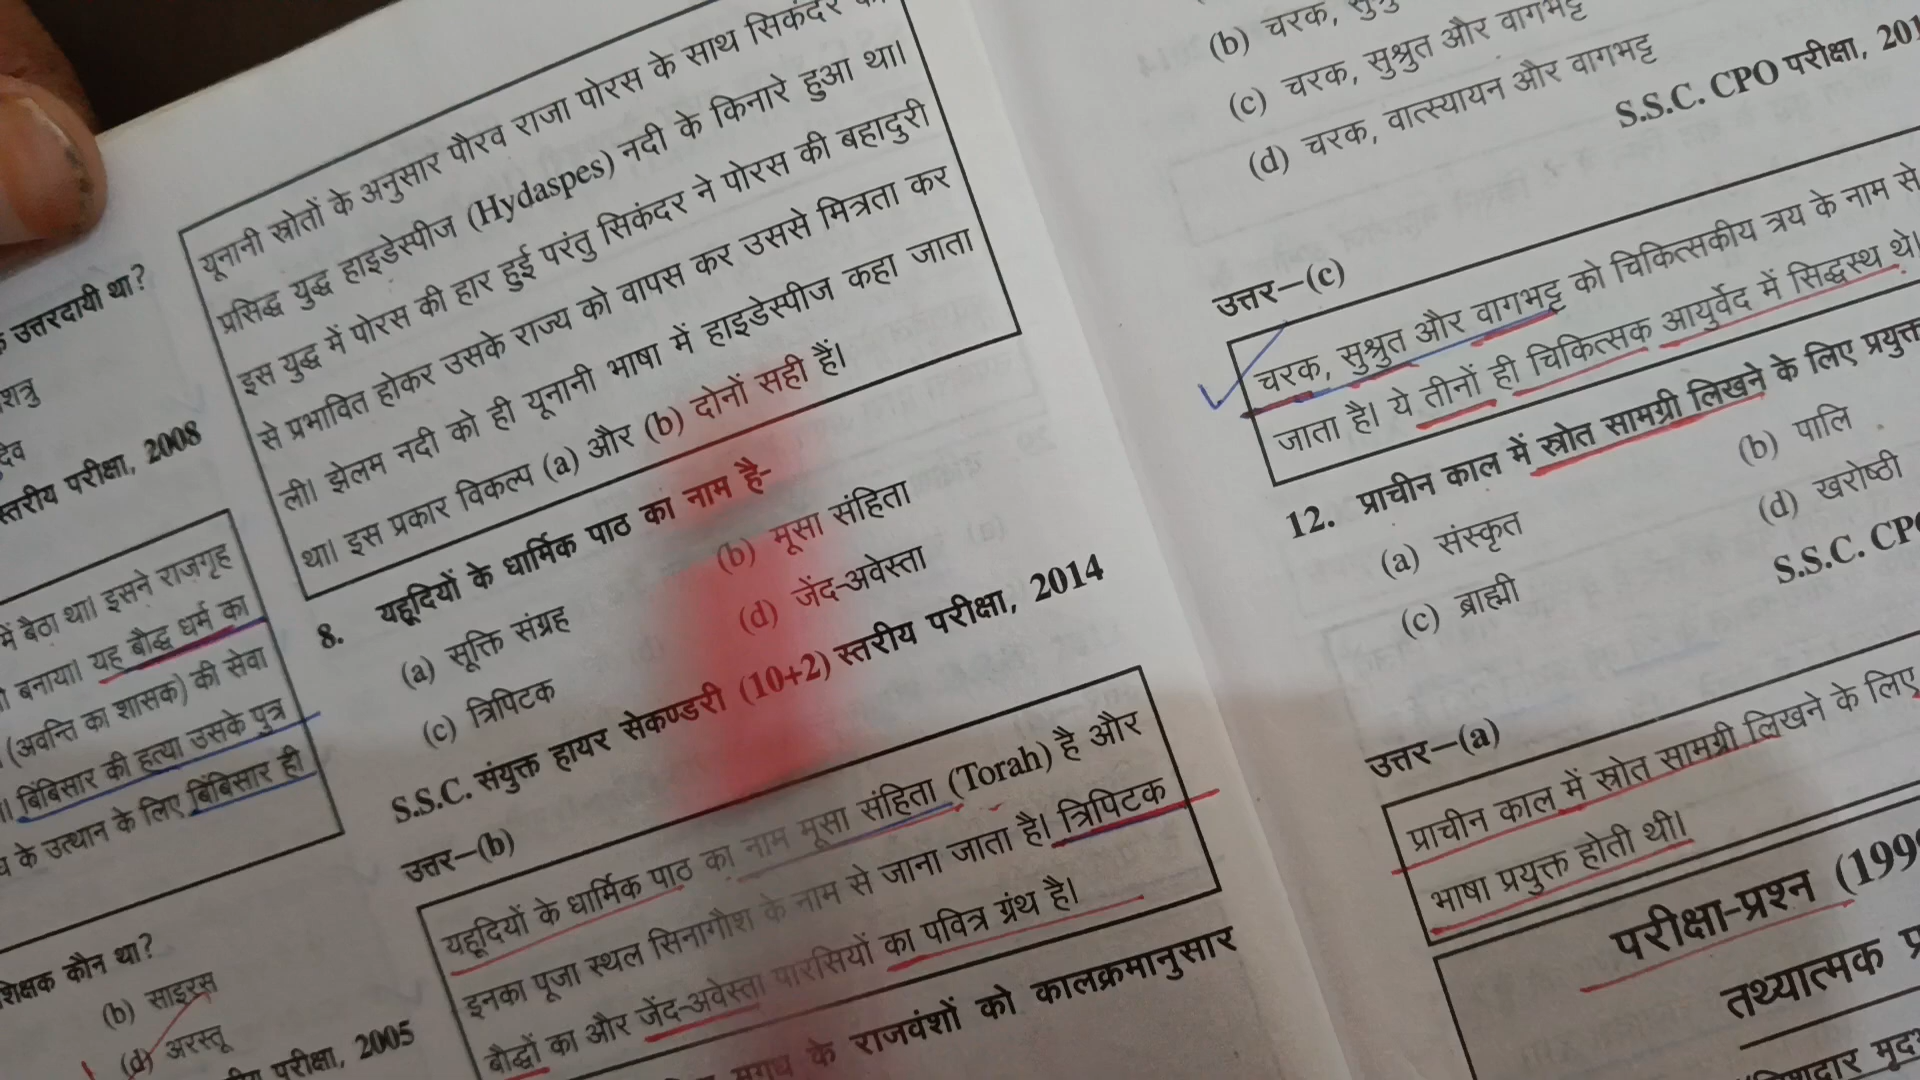 उत्तरदायी था?
शत्रु
स्तरीय परीक्षा, 2008
में बैठा था। इसने राजगृह
बनाया। यह बौद्ध धर्म का
(अवन्ति का शासक) की सेवा
बिंबिसार की हत्या उसके पुत्र
के उत्थान के लिए बिंबिसार ही
शिक्षक कौन था?
(b) साइरस
(d) अरस्तू
परीक्षा, 2005
यूनानी स्रोतों के अनुसार पौरव राजा पोरस के साथ सिकंदर
प्रसिद्ध युद्ध हाइडेस्पीज (Hydaspes) नदी के किनारे हुआ था।
इस युद्ध में पोरस की हार हुई परंतु सिकंदर ने पोरस की बहादुरी
से प्रभावित होकर उसके राज्य को वापस कर उससे मित्रता कर
ली। झेलम नदी को ही यूनानी भाषा में हाइडेस्पीज कहा जाता
था। इस प्रकार विकल्प (a) और (b) दोनों सही हैं।
8. यहूदियों के धार्मिक पाठ का नाम है-
(a) सूक्ति संग्रह (b) मूसा संहिता
(c) त्रिपिटक (d) जेंद-अवेस्ता
S.S.C. संयुक्त हायर सेकण्डरी (10+2) स्तरीय परीक्षा, 2014
उत्तर–(b)
यहूदियों के धार्मिक पाठ का नाम मूसा संहिता (Torah) है और
इनका पूजा स्थल सिनागौश के नाम से जाना जाता है। त्रिपिटक
बौद्धों का और जेंद-अवेस्ता पारसियों का पवित्र ग्रंथ है।
मगध के राजवंशों को कालक्रमानुसार
(b) चरक,
(c) चरक, सुश्रुत और वागभट्ट
(d) चरक, वात्स्यायन और वागभट्ट
S.S.C. CPO परीक्षा,
उत्तर–(c)
चरक, सुश्रुत और वागभट्ट को चिकित्सकीय त्रय के नाम से
जाता है। ये तीनों ही चिकित्सक आयुर्वेद में सिद्धस्थ थे।
12. प्राचीन काल में स्रोत सामग्री लिखने के लिए प्रयुक्त
(a) संस्कृत (b) पालि
(c) ब्राह्मी (d) खरोष्ठी
S.S.C.
उत्तर–(a)
प्राचीन काल में स्रोत सामग्री लिखने के लिए
भाषा प्रयुक्त होती थी।
परीक्षा-प्रश्न
तथ्यात्मक